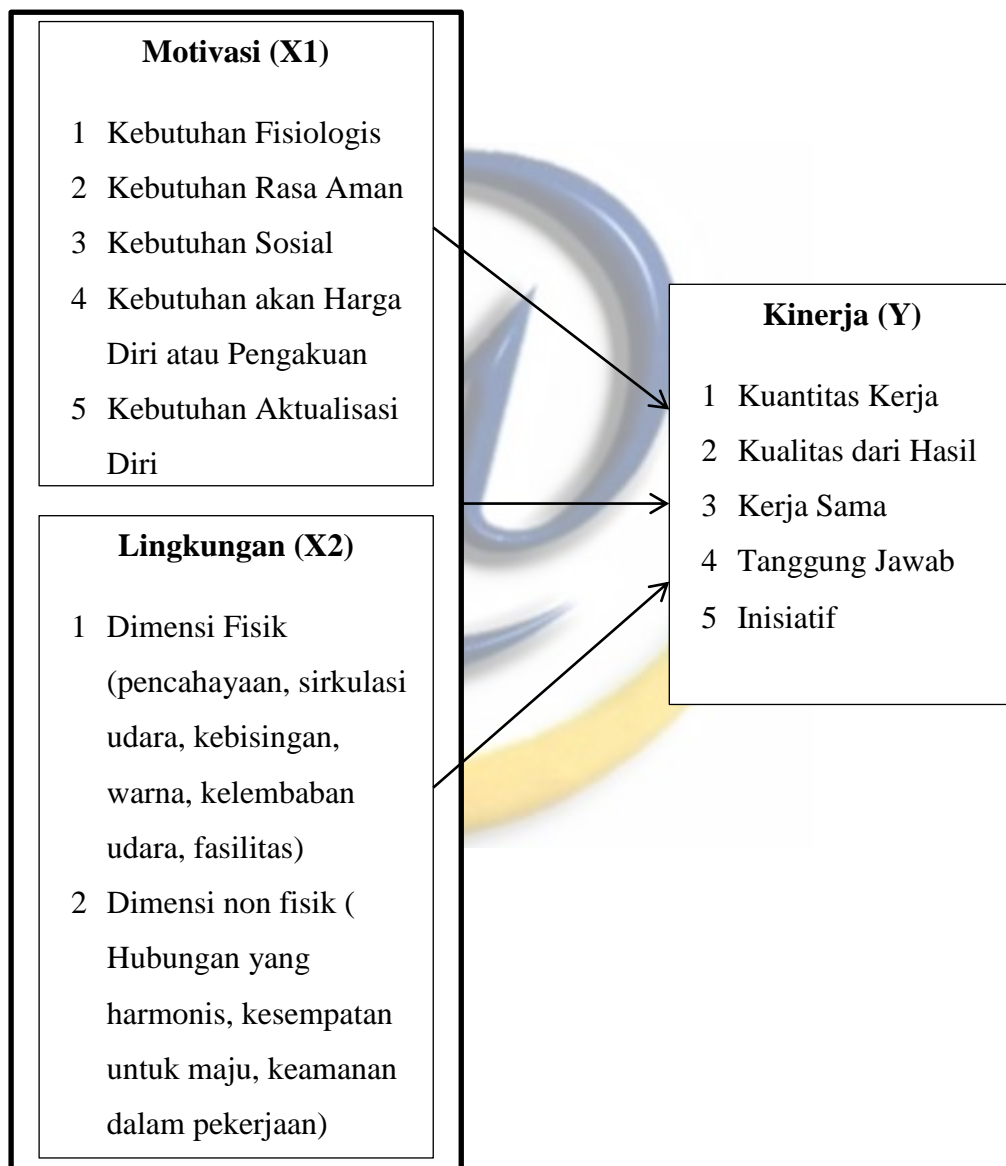 Motivasi (X1)
1 Kebutuhan Fisiologis
2 Kebutuhan Rasa Aman
3 Kebutuhan Sosial
4 Kebutuhan akan Harga
Diri atau Pengakuan
5 Kebutuhan Aktualisasi
Diri
Lingkungan (X2)
1 Dimensi Fisik
(pencahayaan, sirkulasi
udara, kebisingan,
warna, kelembaban
udara, fasilitas)
2 Dimensi non fisik (
Hubungan yang
harmonis, kesempatan
untuk maju, keamanan
dalam pekerjaan)
Kinerja (Y)
1 Kuantitas Kerja
2 Kualitas dari Hasil
3 Kerja Sama
4 Tanggung Jawab
5 Inisiatif